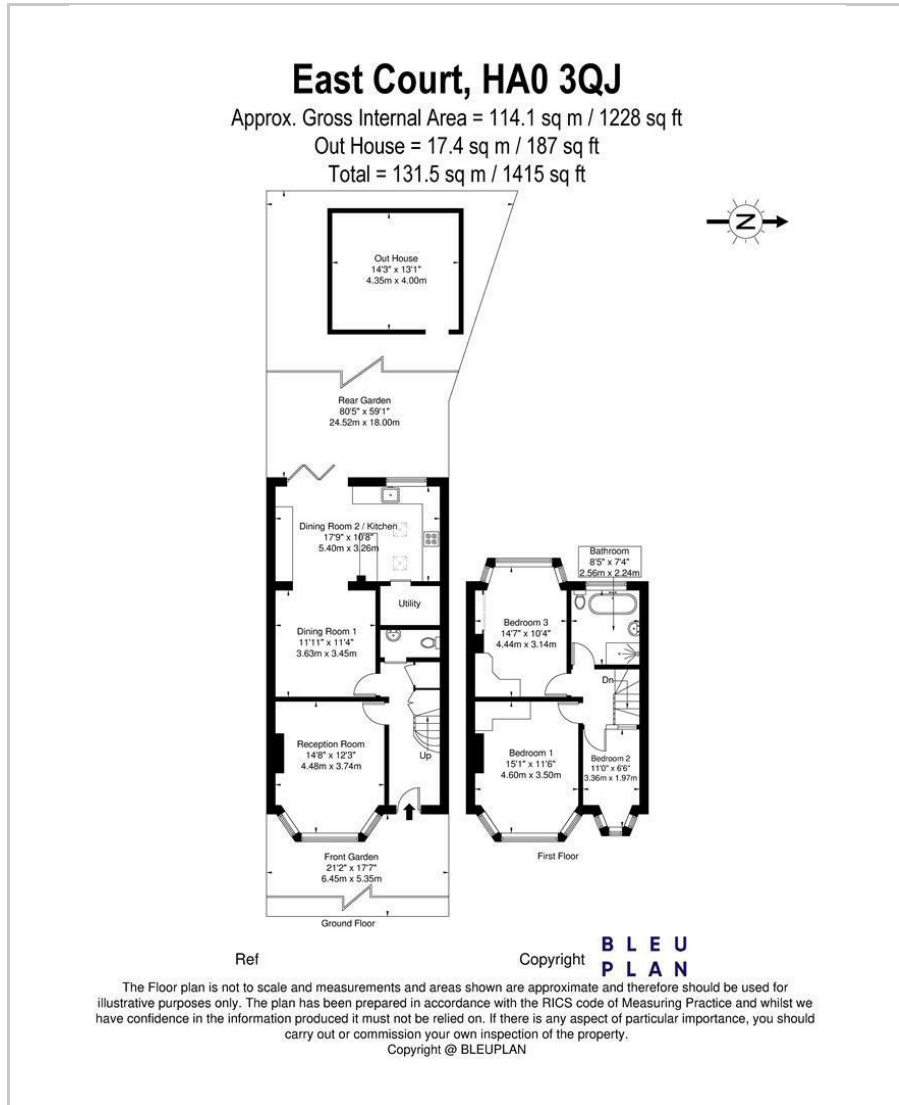 East Court, HA0 3QJ
Approx. Gross Internal Area = 114.1 sq m / 1228 sq ft
Out House = 17.4 sq m / 187 sq ft
Total = 131.5 sq m / 1415 sq ft
N
Out House
14'3" x 13'1"
4.35m x 4.00m
Rear Garden
80'5" x 59'1"
24.52m x 18.00m
Dining Room 2 / Kitchen
17'9" x 10'8"
5.40m x 3.26m
Utility
Dining Room 1
11'11" x 11'4"
3.63m x 3.45m
Reception Room
14'8" x 12'3"
4.48m x 3.74m
Up
Front Garden
21'2" x 17'7"
6.45m x 5.35m
Ground Floor
Bathroom
8'5" x 7'4"
2.56m x 2.24m
Bedroom 3
14'7" x 10'4"
4.44m x 3.14m
Dn
Bedroom 1
15'1" x 11'6"
4.60m x 3.50m
Bedroom 2
11'0" x 6'6"
3.36m x 1.97m
First Floor
Ref
Copyright
BLEU
PLAN
The Floor plan is not to scale and measurements and areas shown are approximate and therefore should be used for
illustrative purposes only. The plan has been prepared in accordance with the RICS code of Measuring Practice and whilst we
have confidence in the information produced it must not be relied on. If there is any aspect of particular importance, you should
carry out or commission your own inspection of the property.
Copyright @ BLEUPLAN